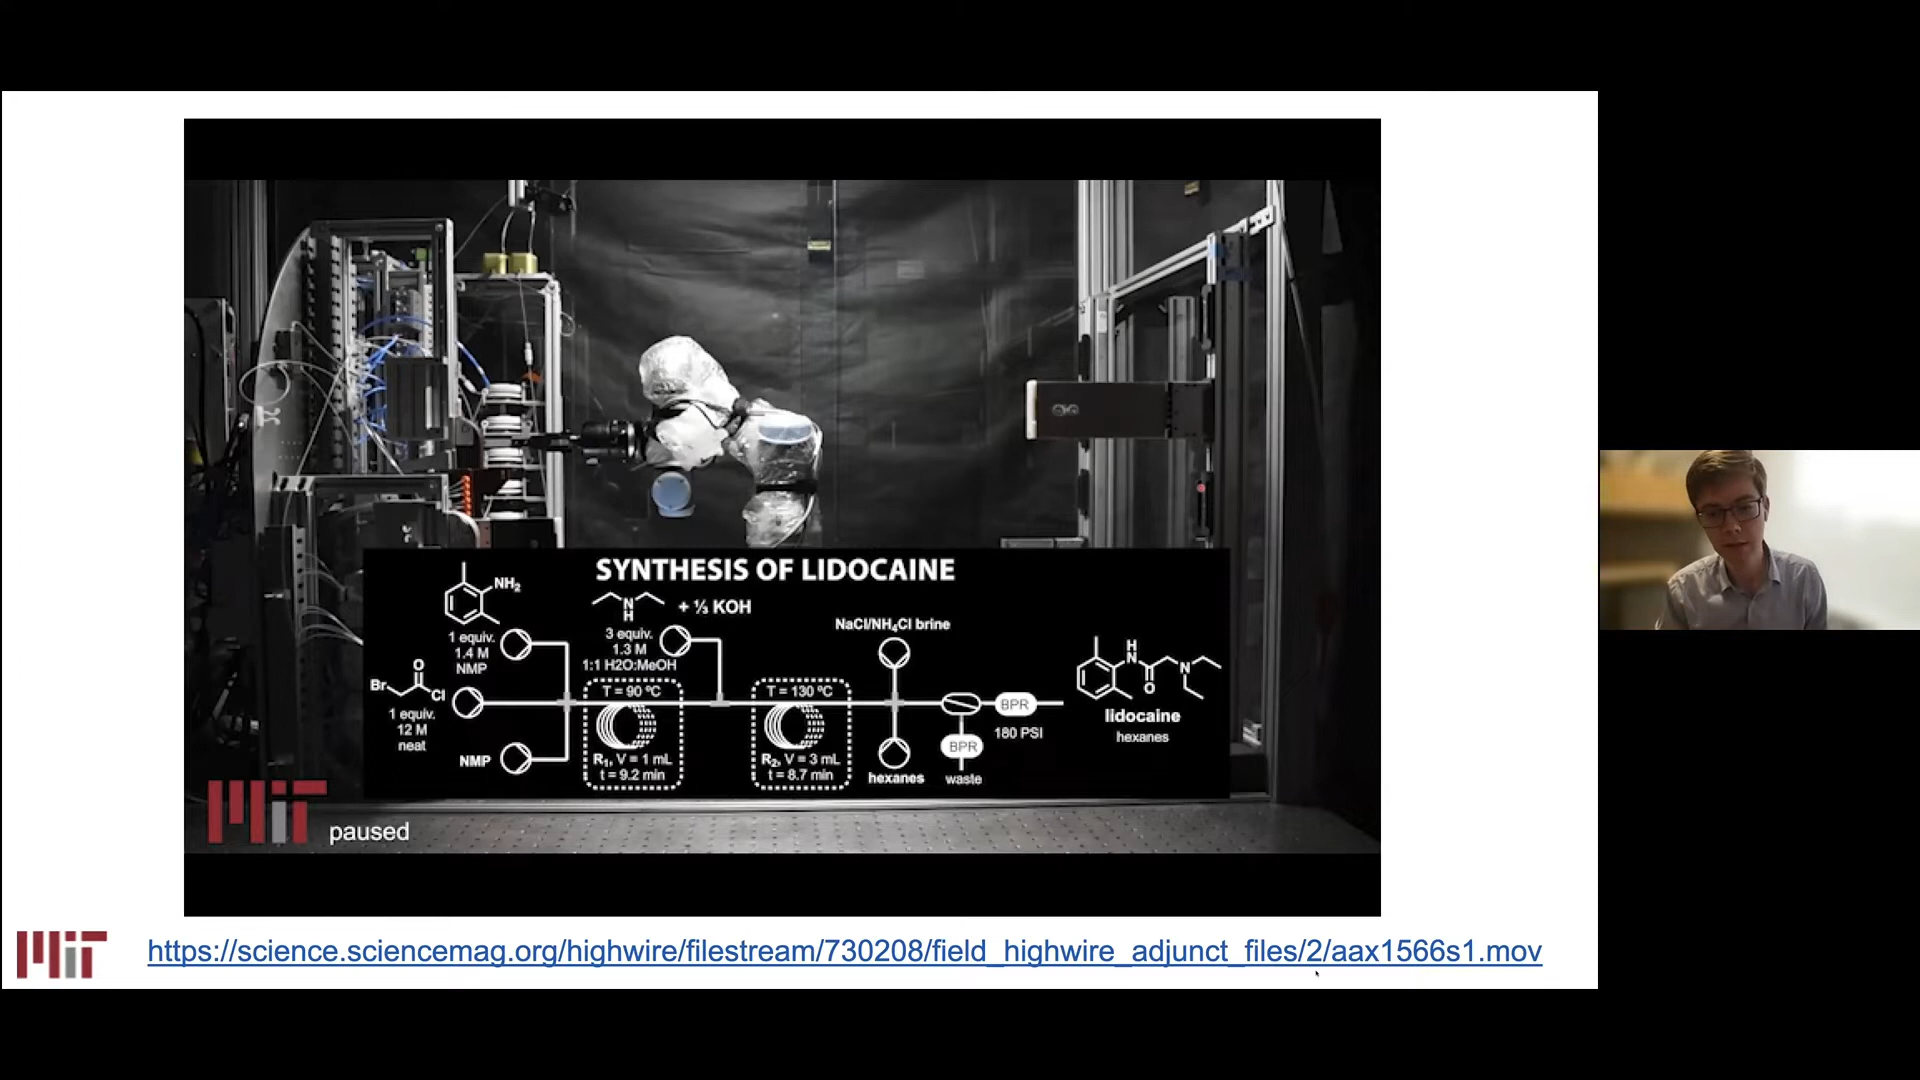 SYNTHESIS OF LIDOCAINE
NH₂
1 equiv.
1.4 M
NMP
N
H
+ ⅓ KOH
3 equiv.
1.3 M
1:1 H2O:MeOH
NaCl/NH₄Cl brine
O
Br
Cl
1 equiv.
12 M
neat
NMP
T = 90 ºC
R₁, V = 1 mL
t = 9.2 min
T = 130 ºC
R₂, V = 3 mL
t = 8.7 min
hexanes
BPR
waste
BPR
180 PSI
H
N
O
N
lidocaine
hexanes
MIT
paused
MIT
https://science.sciencemag.org/highwire/filestream/730208/field_highwire_adjunct_files/2/aax1566s1.mov